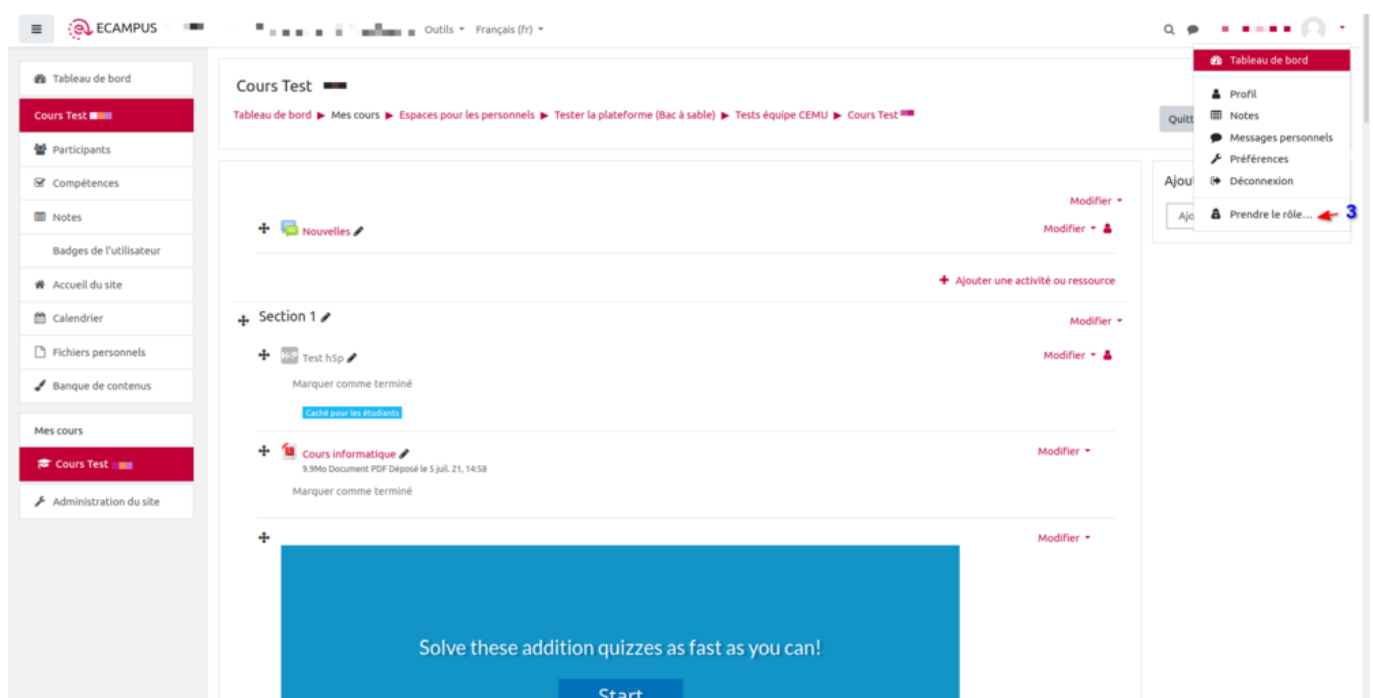 ECAMPUS
Outils
Français (fr)
Tableau de bord
Cours Test
Participants
Compétences
Notes
Badges de l'utilisateur
Accueil du site
Calendrier
Fichiers personnels
Banque de contenus
Mes cours
Cours Test
Administration du site
Cours Test
Tableau de bord ▶ Mes cours ▶ Espaces pour les personnels ▶ Tester la plateforme (Bac à sable) ▶ Tests équipe CEMU ▶ Cours Test
Modifier
Nouvelles
Modifier
+ Ajouter une activité ou ressource
Section 1
Modifier
H-P Test h5p
Modifier
Marquer comme terminé
Caché pour les étudiants
Cours informatique
Modifier
9.9Mo Document PDF Déposé le 5 juil. 21, 14:58
Marquer comme terminé
Modifier
Solve these addition quizzes as fast as you can!
Start
Tableau de bord
Profil
Notes
Messages personnels
Préférences
Déconnexion
Prendre le rôle... 3
Quitt
Ajou
Ajo